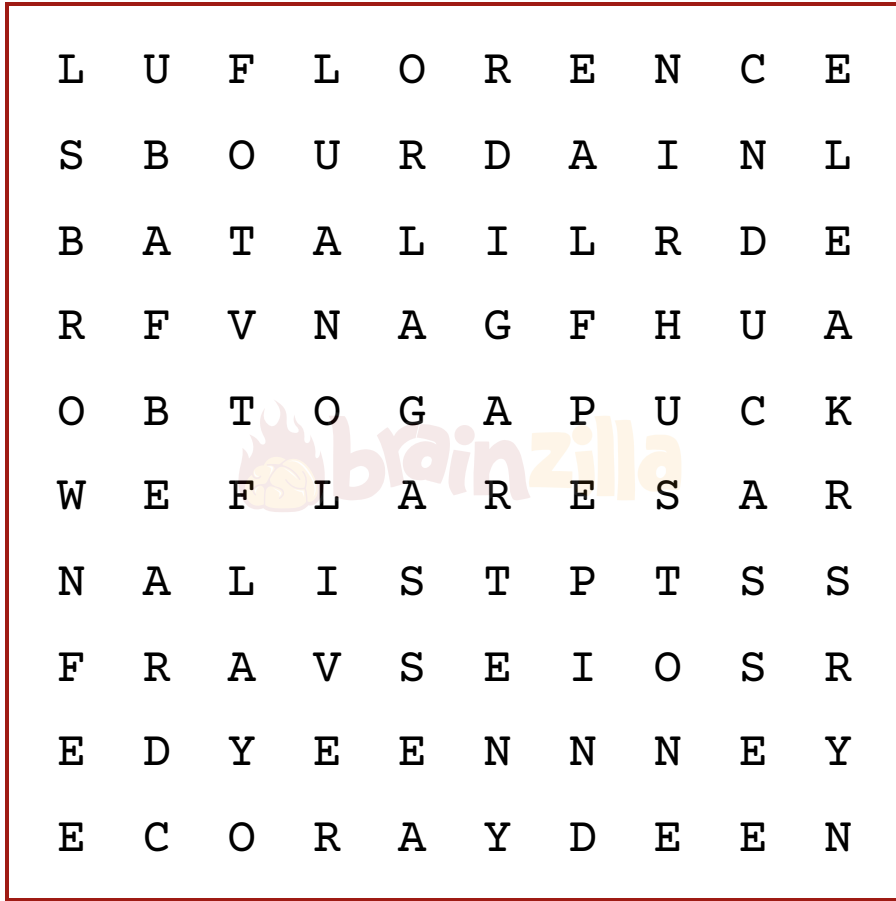 L U F L O R E N C E
S B O U R D A I N L
B A T A L I L R D E
R F V N A G F H U A
O B T O G A P U C K
W E F L A R E S A R
N A L I S T P T S S
F R A V S E I O S R
E D Y E E N N N E Y
E C O R A Y D E E N
brainzilla